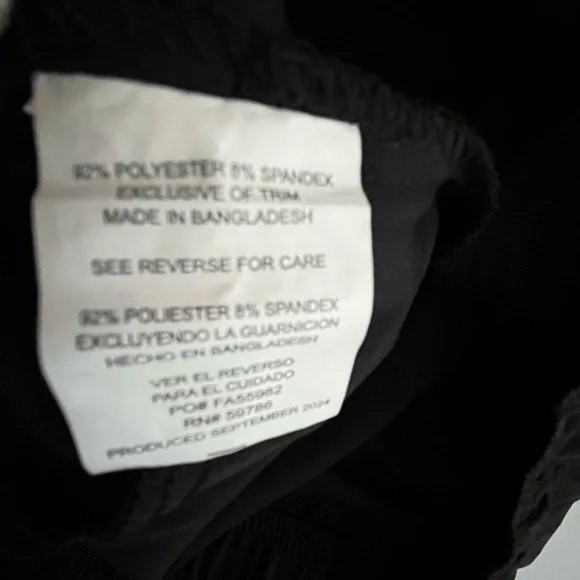 92% POLYESTER 8% SPANDEX
EXCLUSIVE OF TRIM
MADE IN BANGLADESH
SEE REVERSE FOR CARE
92% POLIESTER 8% SPANDEX
EXCLUYENDO LA GUARNICION
HECHO EN BANGLADESH
VER EL REVERSO
PARA EL CUIDADO
PO# FA55982
RN# 59786
PRODUCED SEPTEMBER 2024